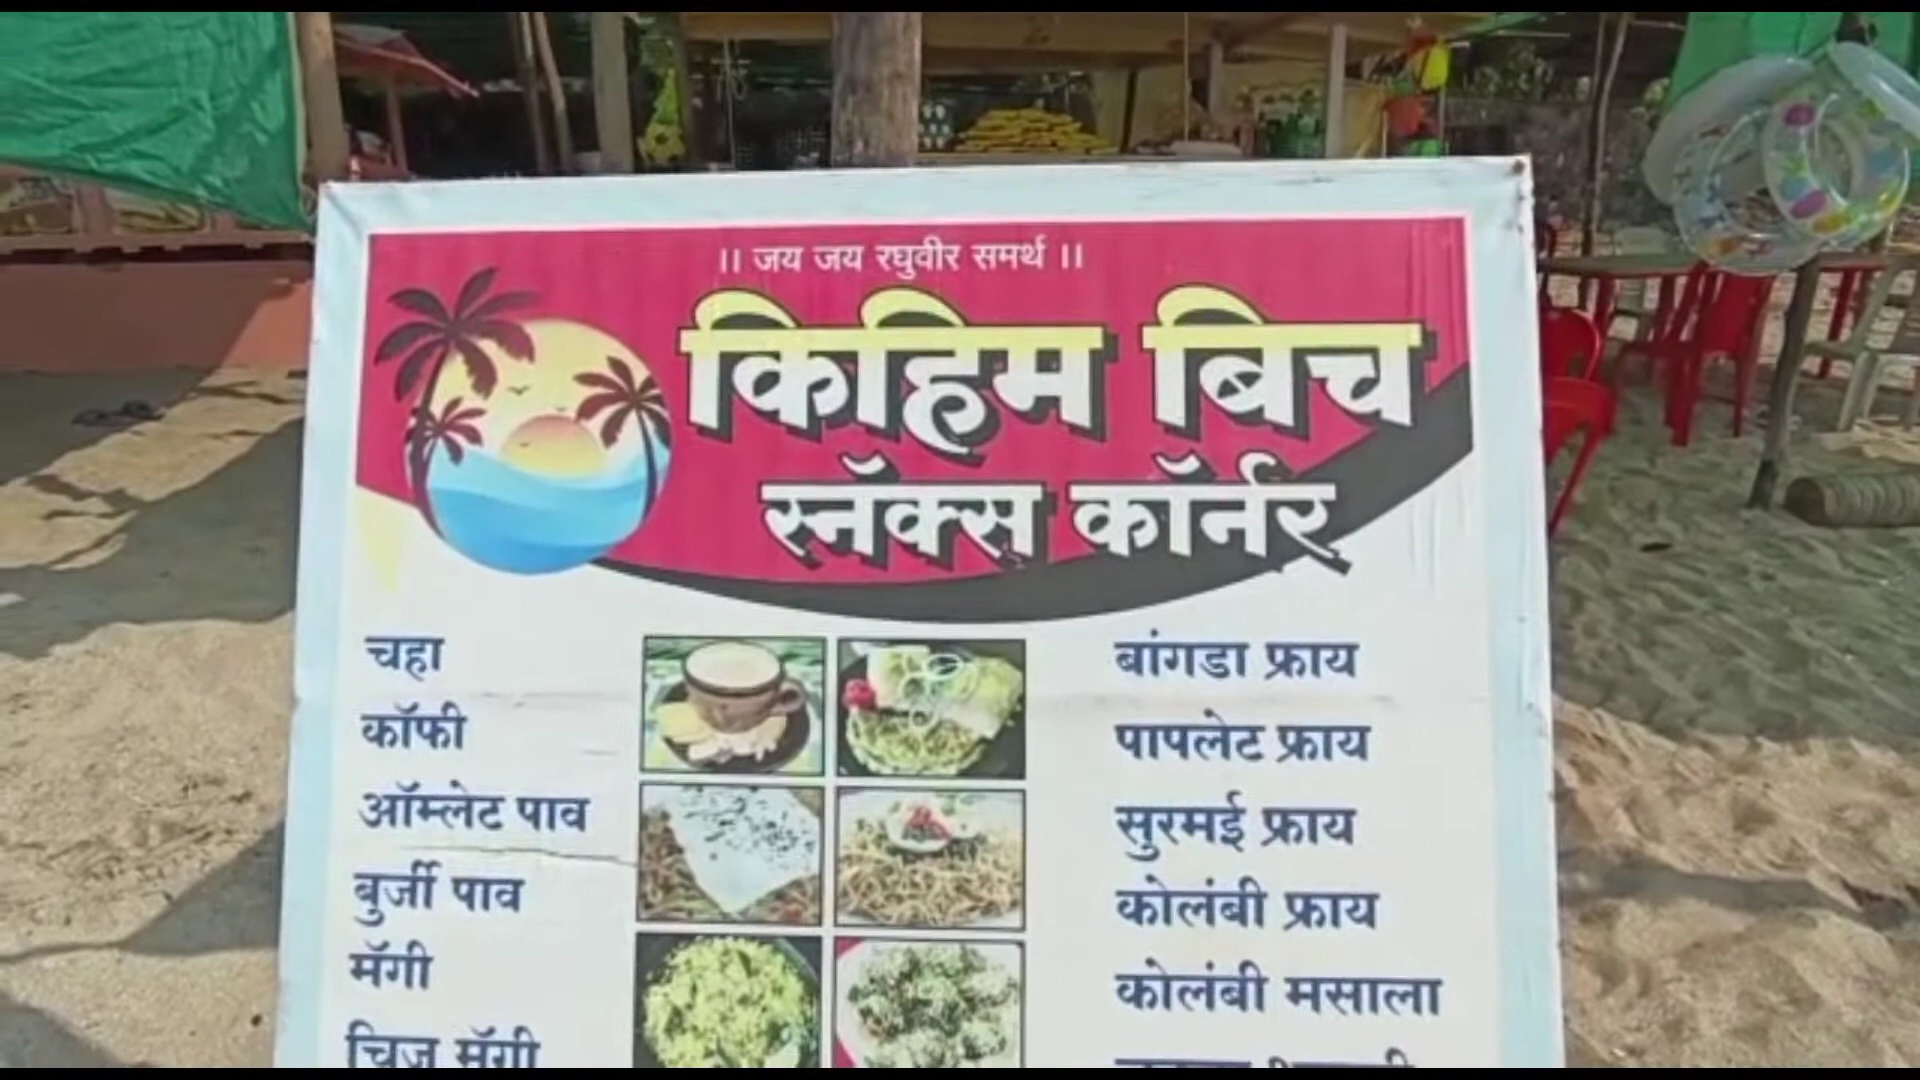 ।। जय जय रघुवीर समर्थ ।।
किहिम बिच
स्नॅक्स कॉर्नर
चहा
कॉफी
ऑम्लेट पाव
बुर्जी पाव
मॅगी
चिज मॅगी
बांगडा फ्राय
पापलेट फ्राय
सुरमई फ्राय
कोलंबी फ्राय
कोलंबी मसाला